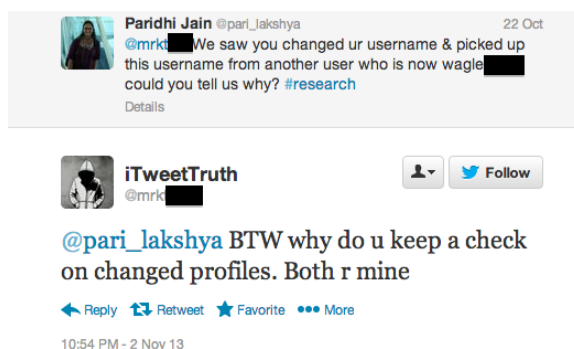 Paridhi Jain @pari_lakshya 22 Oct
@mrkt We saw you changed ur username & picked up
this username from another user who is now wagle
could you tell us why? #research
Details
iTweetTruth
@mrk
Follow
@pari_lakshya BTW why do u keep a check
on changed profiles. Both r mine
Reply Retweet Favorite More
10:54 PM - 2 Nov 13